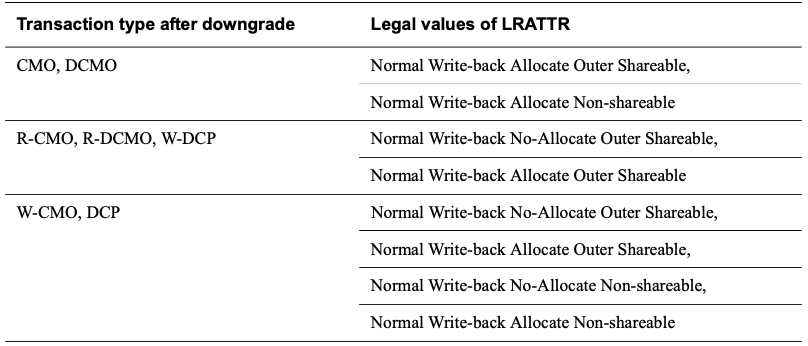 Transaction type after downgrade Legal values of LRATTR
CMO, DCMO Normal Write-back Allocate Outer Shareable,
Normal Write-back Allocate Non-shareable
R-CMO, R-DCMO, W-DCP Normal Write-back No-Allocate Outer Shareable,
Normal Write-back Allocate Outer Shareable
W-CMO, DCP Normal Write-back No-Allocate Outer Shareable,
Normal Write-back Allocate Outer Shareable,
Normal Write-back No-Allocate Non-shareable,
Normal Write-back Allocate Non-shareable